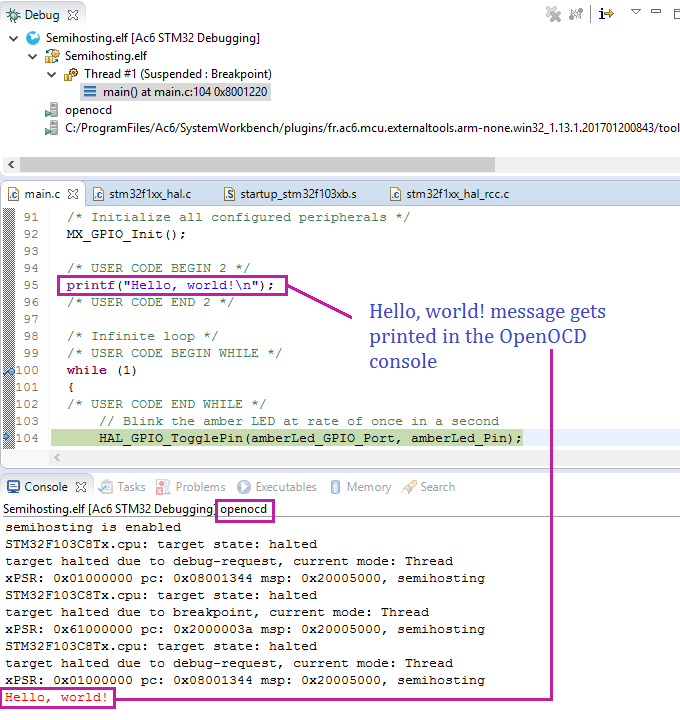 Debug
Semihosting.elf [Ac6 STM32 Debugging]
Semihosting.elf
Thread #1 (Suspended : Breakpoint)
main() at main.c:104 0x8001220
openocd
C:/ProgramFiles/Ac6/SystemWorkbench/plugins/fr.ac6.mcu.externaltools.arm-none.win32_1.13.1.201701200843/tool
main.c stm32f1xx_hal.c startup_stm32f103xb.s stm32f1xx_hal_rcc.c
91 /* Initialize all configured peripherals */
92 MX_GPIO_Init();
93
94 /* USER CODE BEGIN 2 */
95 printf("Hello, world!\n");
96 /* USER CODE END 2 */
97
98 /* Infinite loop */
99 /* USER CODE BEGIN WHILE */
100 while (1)
101 {
102 /* USER CODE END WHILE */
103 // Blink the amber LED at rate of once in a second
104 HAL_GPIO_TogglePin(amberLed_GPIO_Port, amberLed_Pin);
Hello, world! message gets
printed in the OpenOCD
console
Console Tasks Problems Executables Memory Search
Semihosting.elf [Ac6 STM32 Debugging] openocd
semihosting is enabled
STM32F103C8Tx.cpu: target state: halted
target halted due to debug-request, current mode: Thread
xPSR: 0x01000000 pc: 0x08001344 msp: 0x20005000, semihosting
STM32F103C8Tx.cpu: target state: halted
target halted due to breakpoint, current mode: Thread
xPSR: 0x61000000 pc: 0x2000003a msp: 0x20005000, semihosting
STM32F103C8Tx.cpu: target state: halted
target halted due to debug-request, current mode: Thread
xPSR: 0x01000000 pc: 0x08001344 msp: 0x20005000, semihosting
Hello, world!